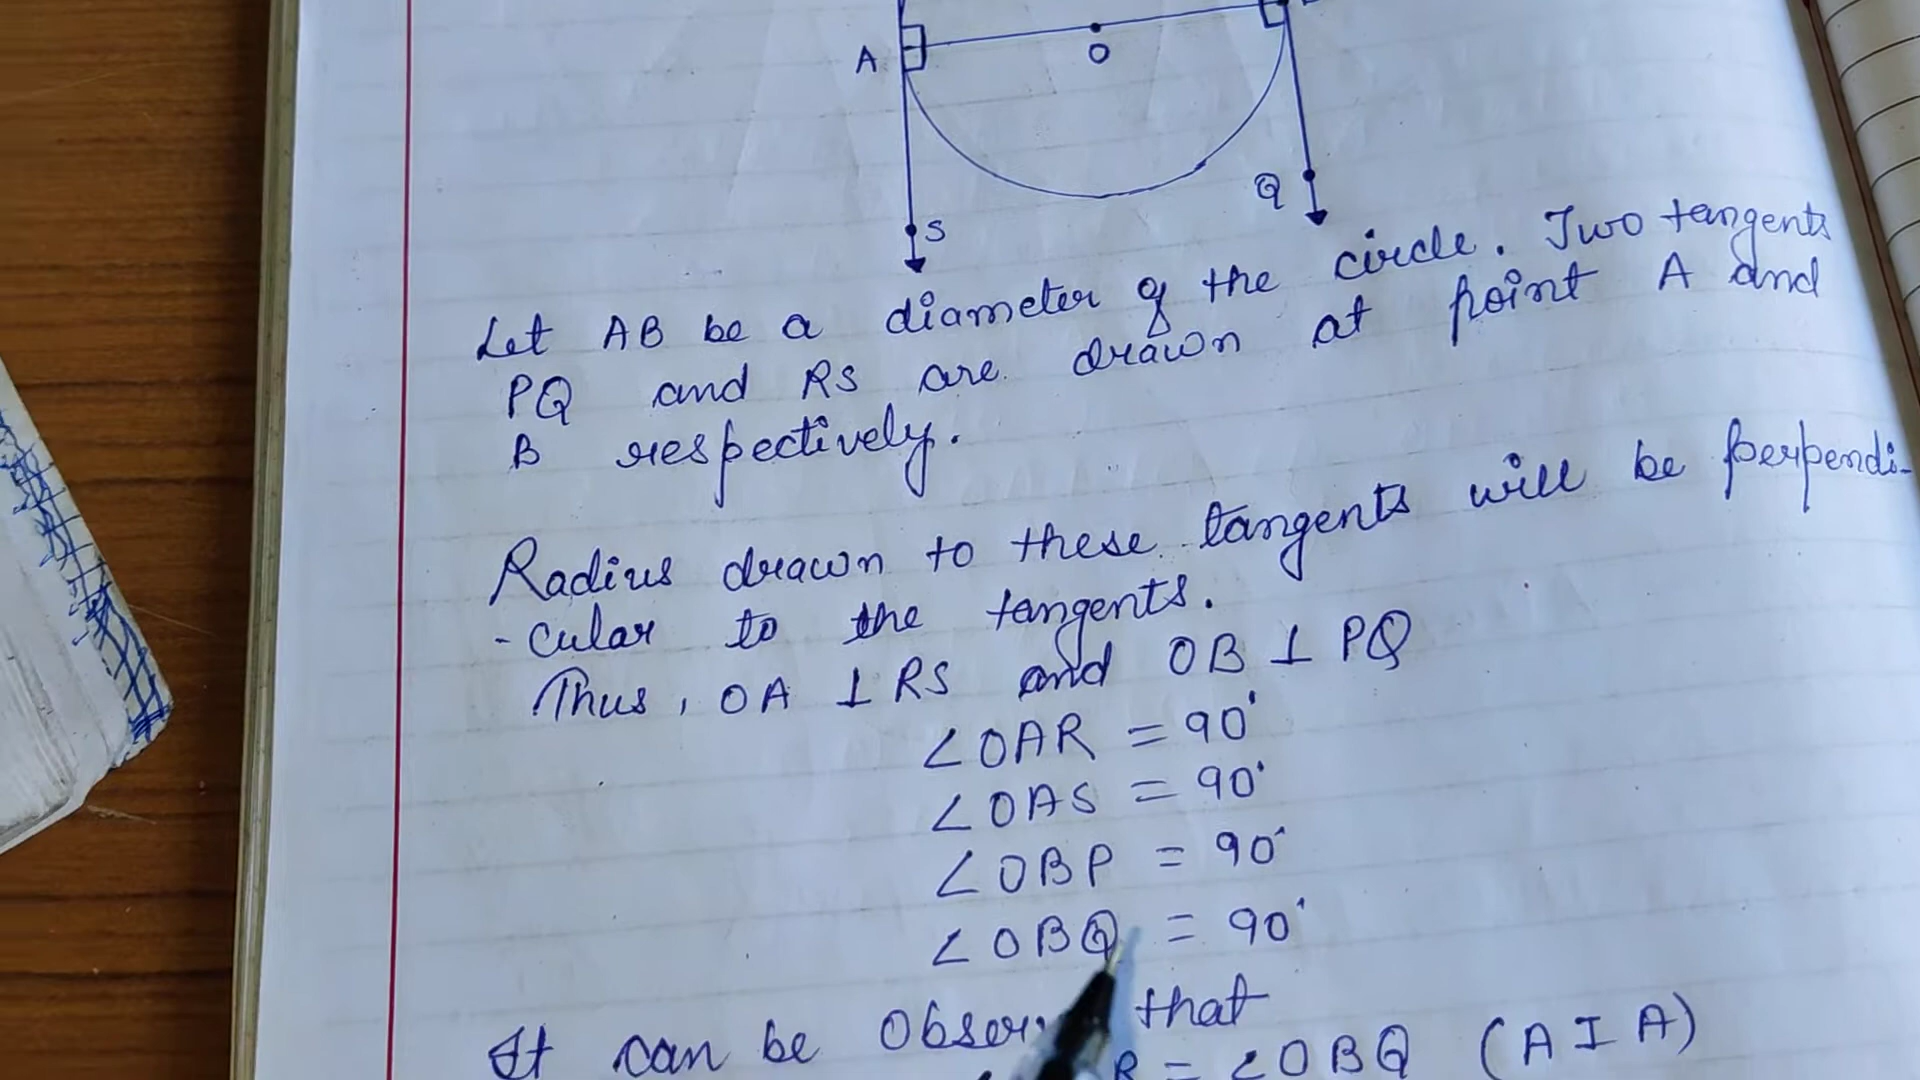 A
O
Q
S
Let AB be a diameter of the circle. Two tangents
PQ and RS are drawn at point A and
B respectively.
Radius drawn to these tangents will be perpendi-
-cular to the tangents.
Thus, OA ⊥ RS and OB ⊥ PQ
∠OAR = 90°
∠OAS = 90°
∠OBP = 90°
∠OBQ = 90°
It can be that
R = ∠OBQ (AIA)